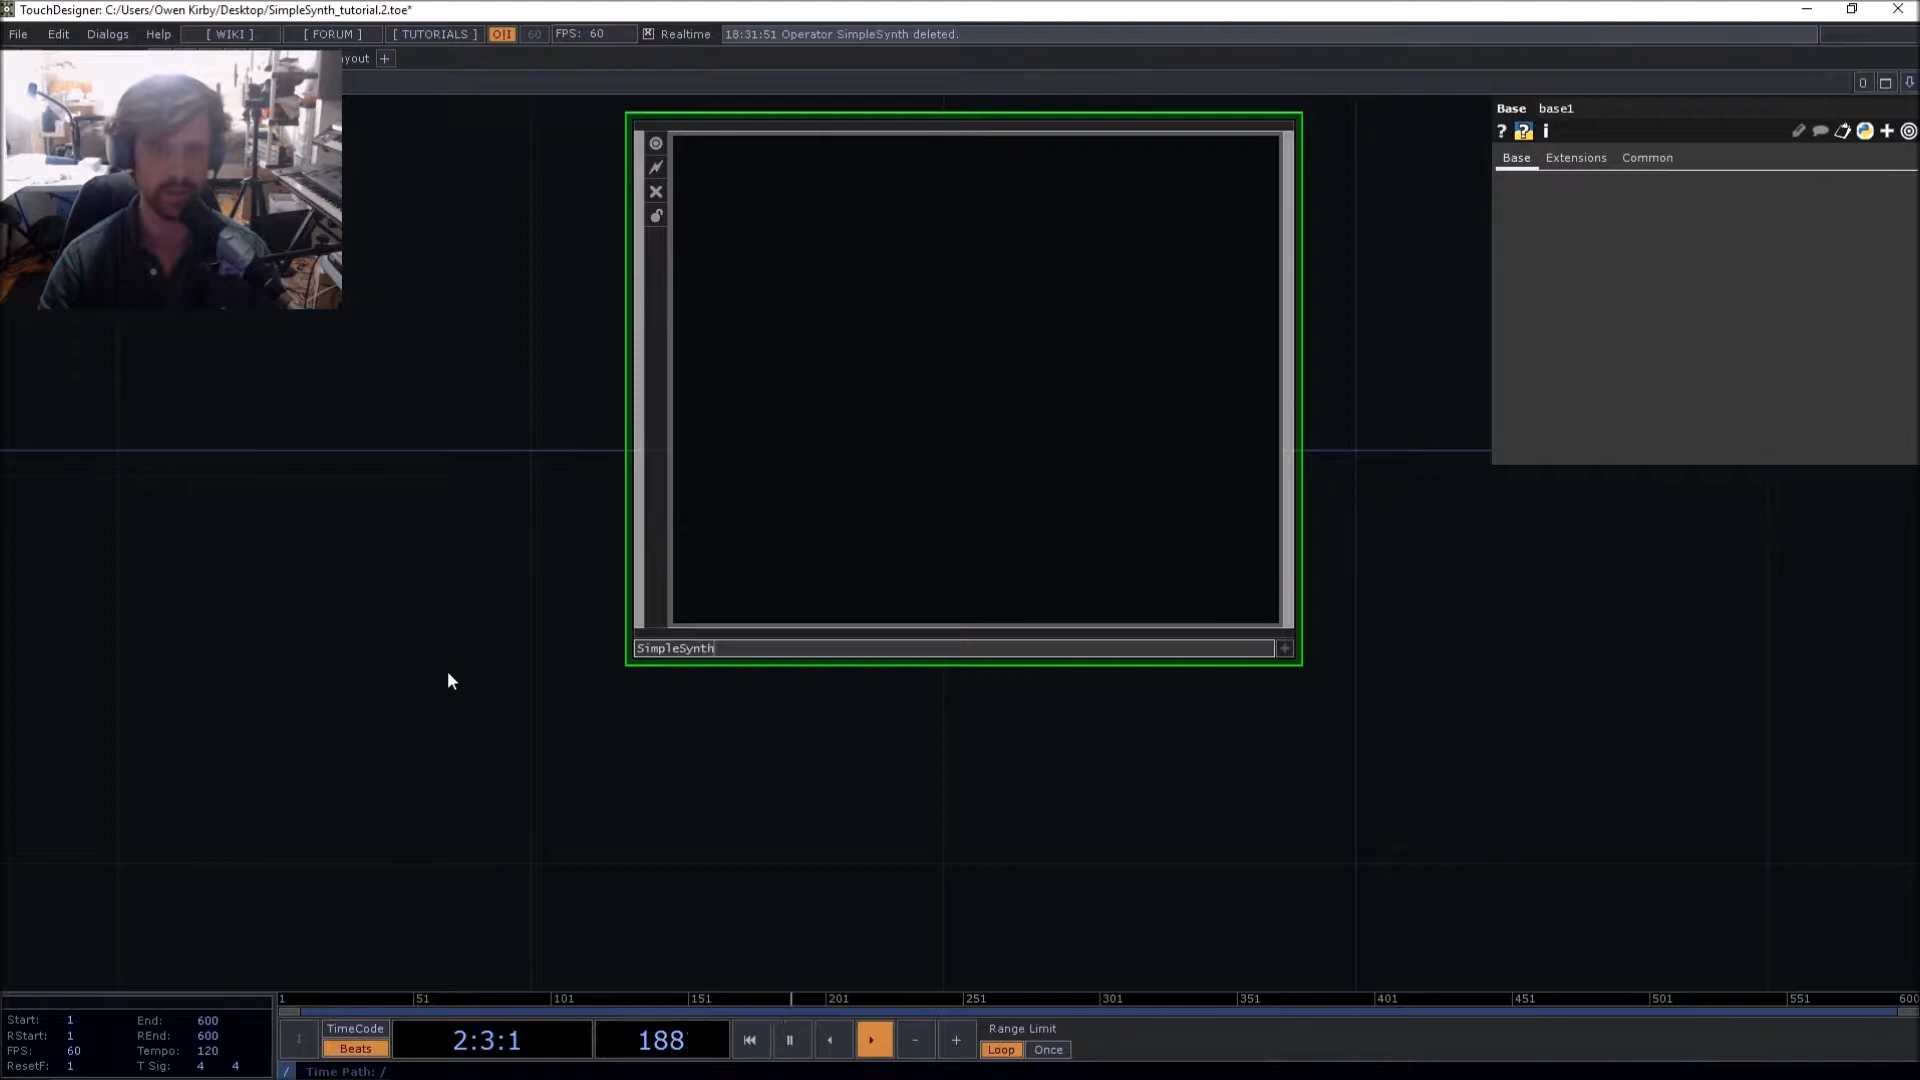 TouchDesigner: C:/Users/Owen Kirby/Desktop/SimpleSynth_tutorial.2.toe*
File Edit Dialogs Help [ WIKI ] [ FORUM ] [ TUTORIALS ] O|I 60 FPS: 60 Realtime 18:31:51 Operator SimpleSynth deleted.
yout +
0
Base base1
? ? i
Base Extensions Common
SimpleSynth +
1 51 101 151 201 251 301 351 401 451 501 551 600
Start: 1 End: 600
RStart: 1 REnd: 600
FPS: 60 Tempo: 120
ResetF: 1 T Sig: 4 4
TimeCode
Beats
2:3:1
188
- +
Range Limit
Loop Once
/ Time Path: /